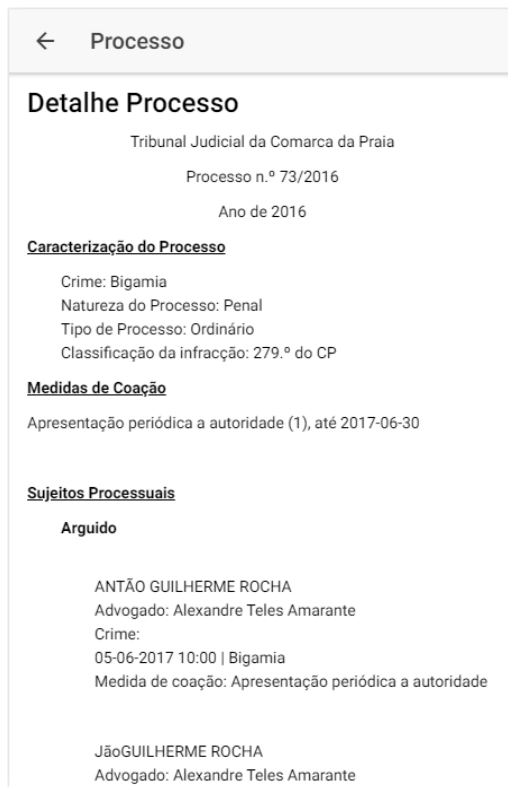 Processo
Detalhe Processo
Tribunal Judicial da Comarca da Praia
Processo n.º 73/2016
Ano de 2016
Caracterização do Processo
Crime: Bigamia
Natureza do Processo: Penal
Tipo de Processo: Ordinário
Classificação da infracção: 279.º do CP
Medidas de Coação
Apresentação periódica a autoridade (1), até 2017-06-30
Sujeitos Processuais
Arguido
ANTÃO GUILHERME ROCHA
Advogado: Alexandre Teles Amarante
Crime:
05-06-2017 10:00 | Bigamia
Medida de coação: Apresentação periódica a autoridade
JãoGUILHERME ROCHA
Advogado: Alexandre Teles Amarante